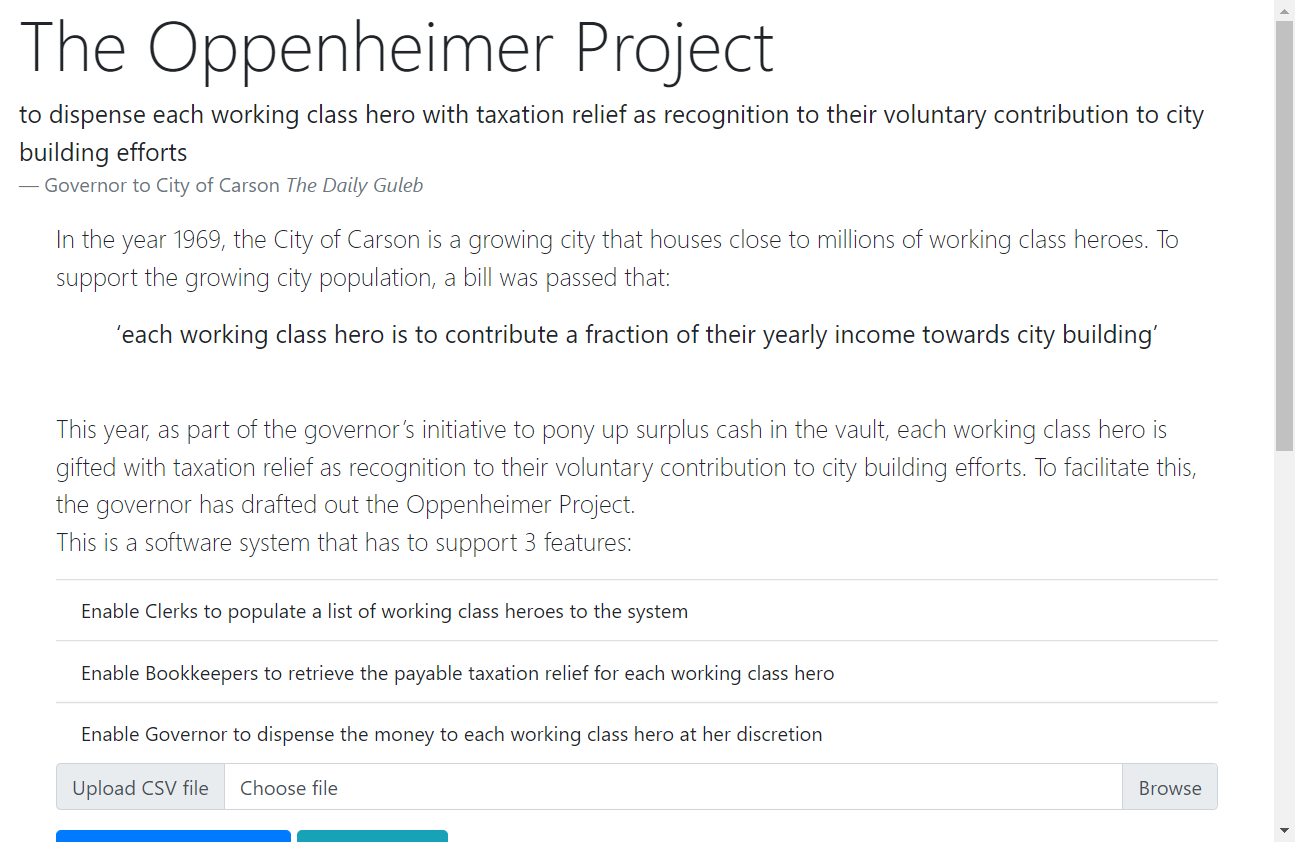 The Oppenheimer Project
to dispense each working class hero with taxation relief as recognition to their voluntary contribution to city
building efforts
— Governor to City of Carson The Daily Guleb
In the year 1969, the City of Carson is a growing city that houses close to millions of working class heroes. To
support the growing city population, a bill was passed that:
‘each working class hero is to contribute a fraction of their yearly income towards city building’
This year, as part of the governor’s initiative to pony up surplus cash in the vault, each working class hero is
gifted with taxation relief as recognition to their voluntary contribution to city building efforts. To facilitate this,
the governor has drafted out the Oppenheimer Project.
This is a software system that has to support 3 features:
Enable Clerks to populate a list of working class heroes to the system
Enable Bookkeepers to retrieve the payable taxation relief for each working class hero
Enable Governor to dispense the money to each working class hero at her discretion
Upload CSV file Choose file Browse